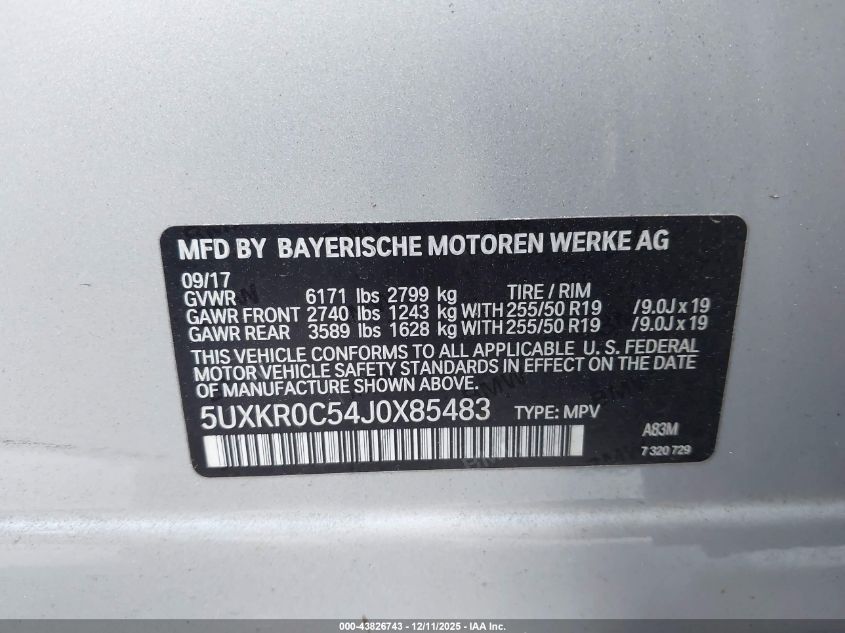 MFD BY BAYERISCHE MOTOREN WERKE AG
09/17
GVWR 6171 lbs 2799 kg TIRE / RIM
GAWR FRONT 2740 lbs 1243 kg WITH 255/50 R19 /9.0J x 19
GAWR REAR 3589 lbs 1628 kg WITH 255/50 R19 /9.0J x 19
THIS VEHICLE CONFORMS TO ALL APPLICABLE U. S. FEDERAL
MOTOR VEHICLE SAFETY STANDARDS IN EFFECT ON THE DATE
OF MANUFACTURE SHOWN ABOVE.
5UXKR0C54J0X85483 TYPE: MPV
A83M
7 320 729
000-43826743 - 12/11/2025 - IAA Inc.